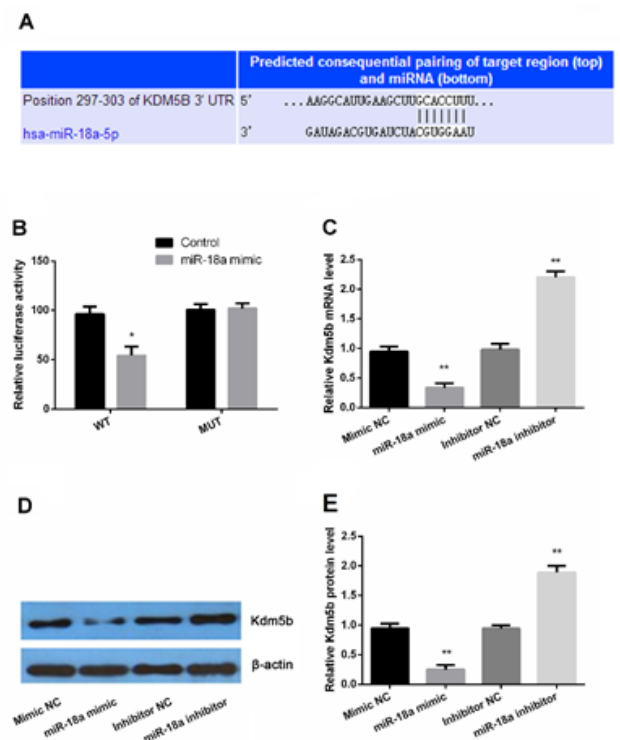 A
Predicted consequential pairing of target region (top)
and miRNA (bottom)
Position 297-303 of KDM5B 3' UTR 5' ...AAGGCAUUGAAGCUUGCACCUUU...
hsa-miR-18a-5p 3' GAUAGACGUGAUCUACGUGGAAU
B
Control
miR-18a mimic
Relative luciferase activity
150
100
50
0
*
WT
MUT
C
Relative Kdm5b mRNA level
2.5
2.0
1.5
1.0
0.5
0.0
**
**
Mimic NC
miR-18a mimic
Inhibitor NC
miR-18a inhibitor
D
Kdm5b
β-actin
Mimic NC
miR-18a mimic
Inhibitor NC
miR-18a inhibitor
E
Relative Kdm5b protein level
2.5
2.0
1.5
1.0
0.5
0.0
**
**
Mimic NC
miR-18a mimic
Inhibitor NC
miR-18a inhibitor